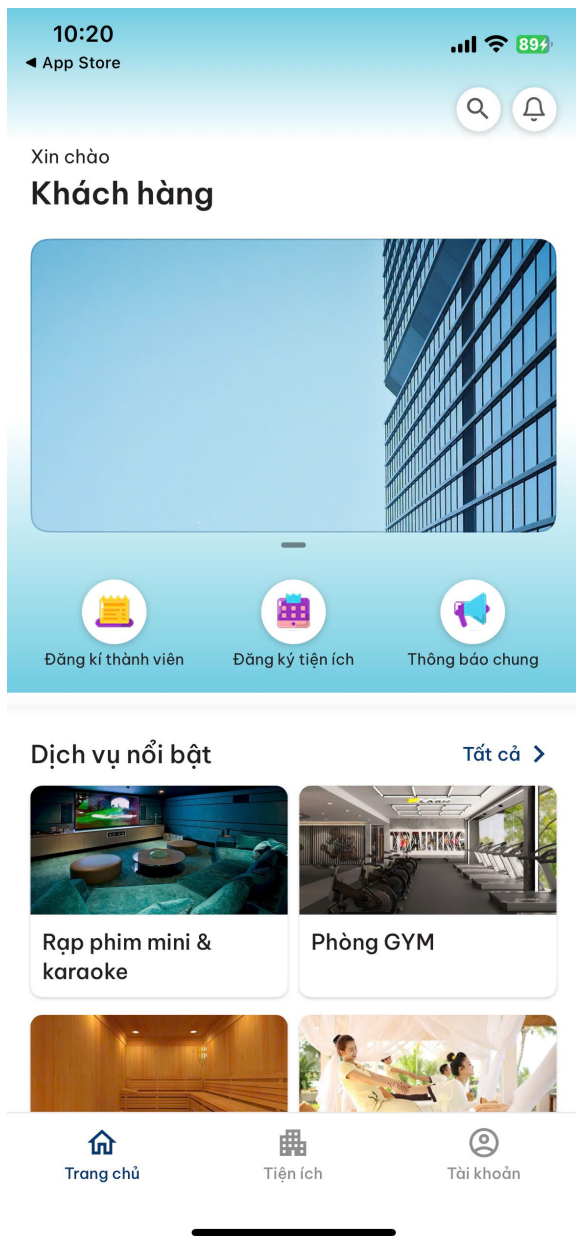 10:20
◀ App Store
89
Xin chào
Khách hàng
Đăng kí thành viên
Đăng ký tiện ích
Thông báo chung
Dịch vụ nổi bật
Tất cả
Rạp phim mini &
karaoke
Phòng GYM
Trang chủ
Tiện ích
Tài khoản